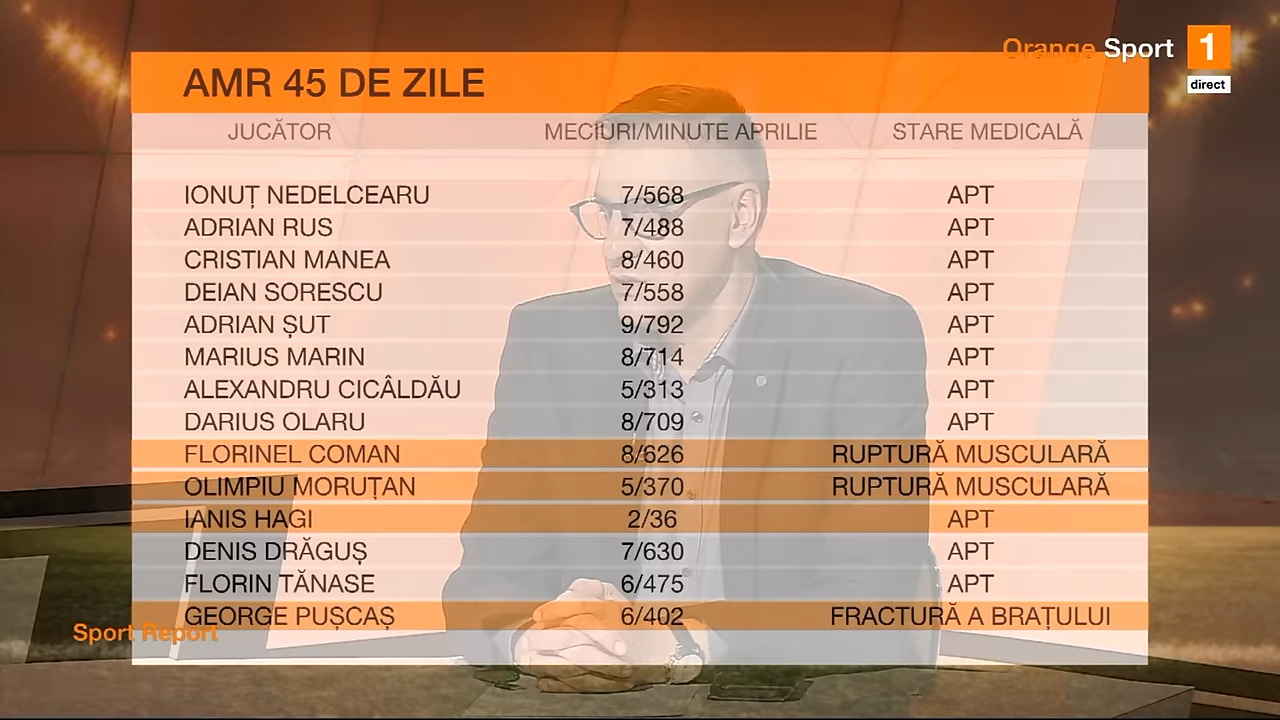 Orange Sport 1
direct
AMR 45 DE ZILE
JUCĂTOR MECIURI/MINUTE APRILIE STARE MEDICALĂ
IONUȚ NEDELCEARU 7/568 APT
ADRIAN RUS 7/488 APT
CRISTIAN MANEA 8/460 APT
DEIAN SORESCU 7/558 APT
ADRIAN ȘUT 9/792 APT
MARIUS MARIN 8/714 APT
ALEXANDRU CICÂLDĂU 5/313 APT
DARIUS OLARU 8/709 APT
FLORINEL COMAN 8/626 RUPTURĂ MUSCULARĂ
OLIMPIU MORUȚAN 5/370 RUPTURĂ MUSCULARĂ
IANIS HAGI 2/36 APT
DENIS DRĂGUȘ 7/630 APT
FLORIN TĂNASE 6/475 APT
GEORGE PUȘCAȘ 6/402 FRACTURĂ A BRAȚULUI
Sport Report